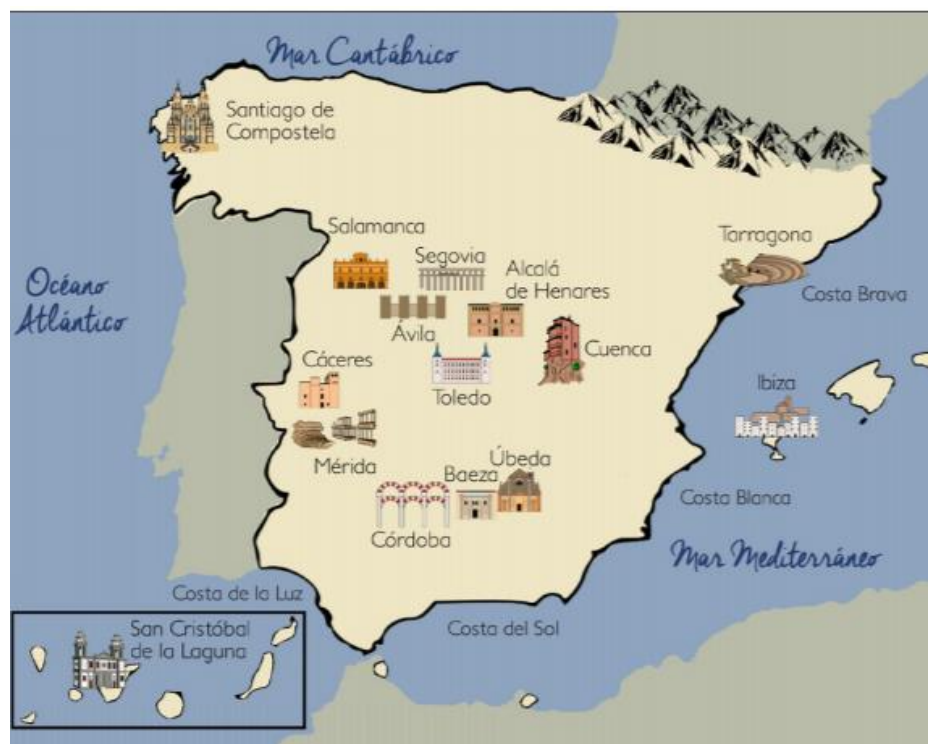 Mar Cantábrico
Santiago de
Compostela
Salamanca
Segovia
Alcalá
de Henares
Tarragona
Océano
Atlántico
Costa Brava
Ávila
Cuenca
Cáceres
Toledo
Ibiza
Mérida
Baeza
Úbeda
Costa Blanca
Córdoba
Mar Mediterráneo
Costa de la Luz
Costa del Sol
San Cristóbal
de la Laguna